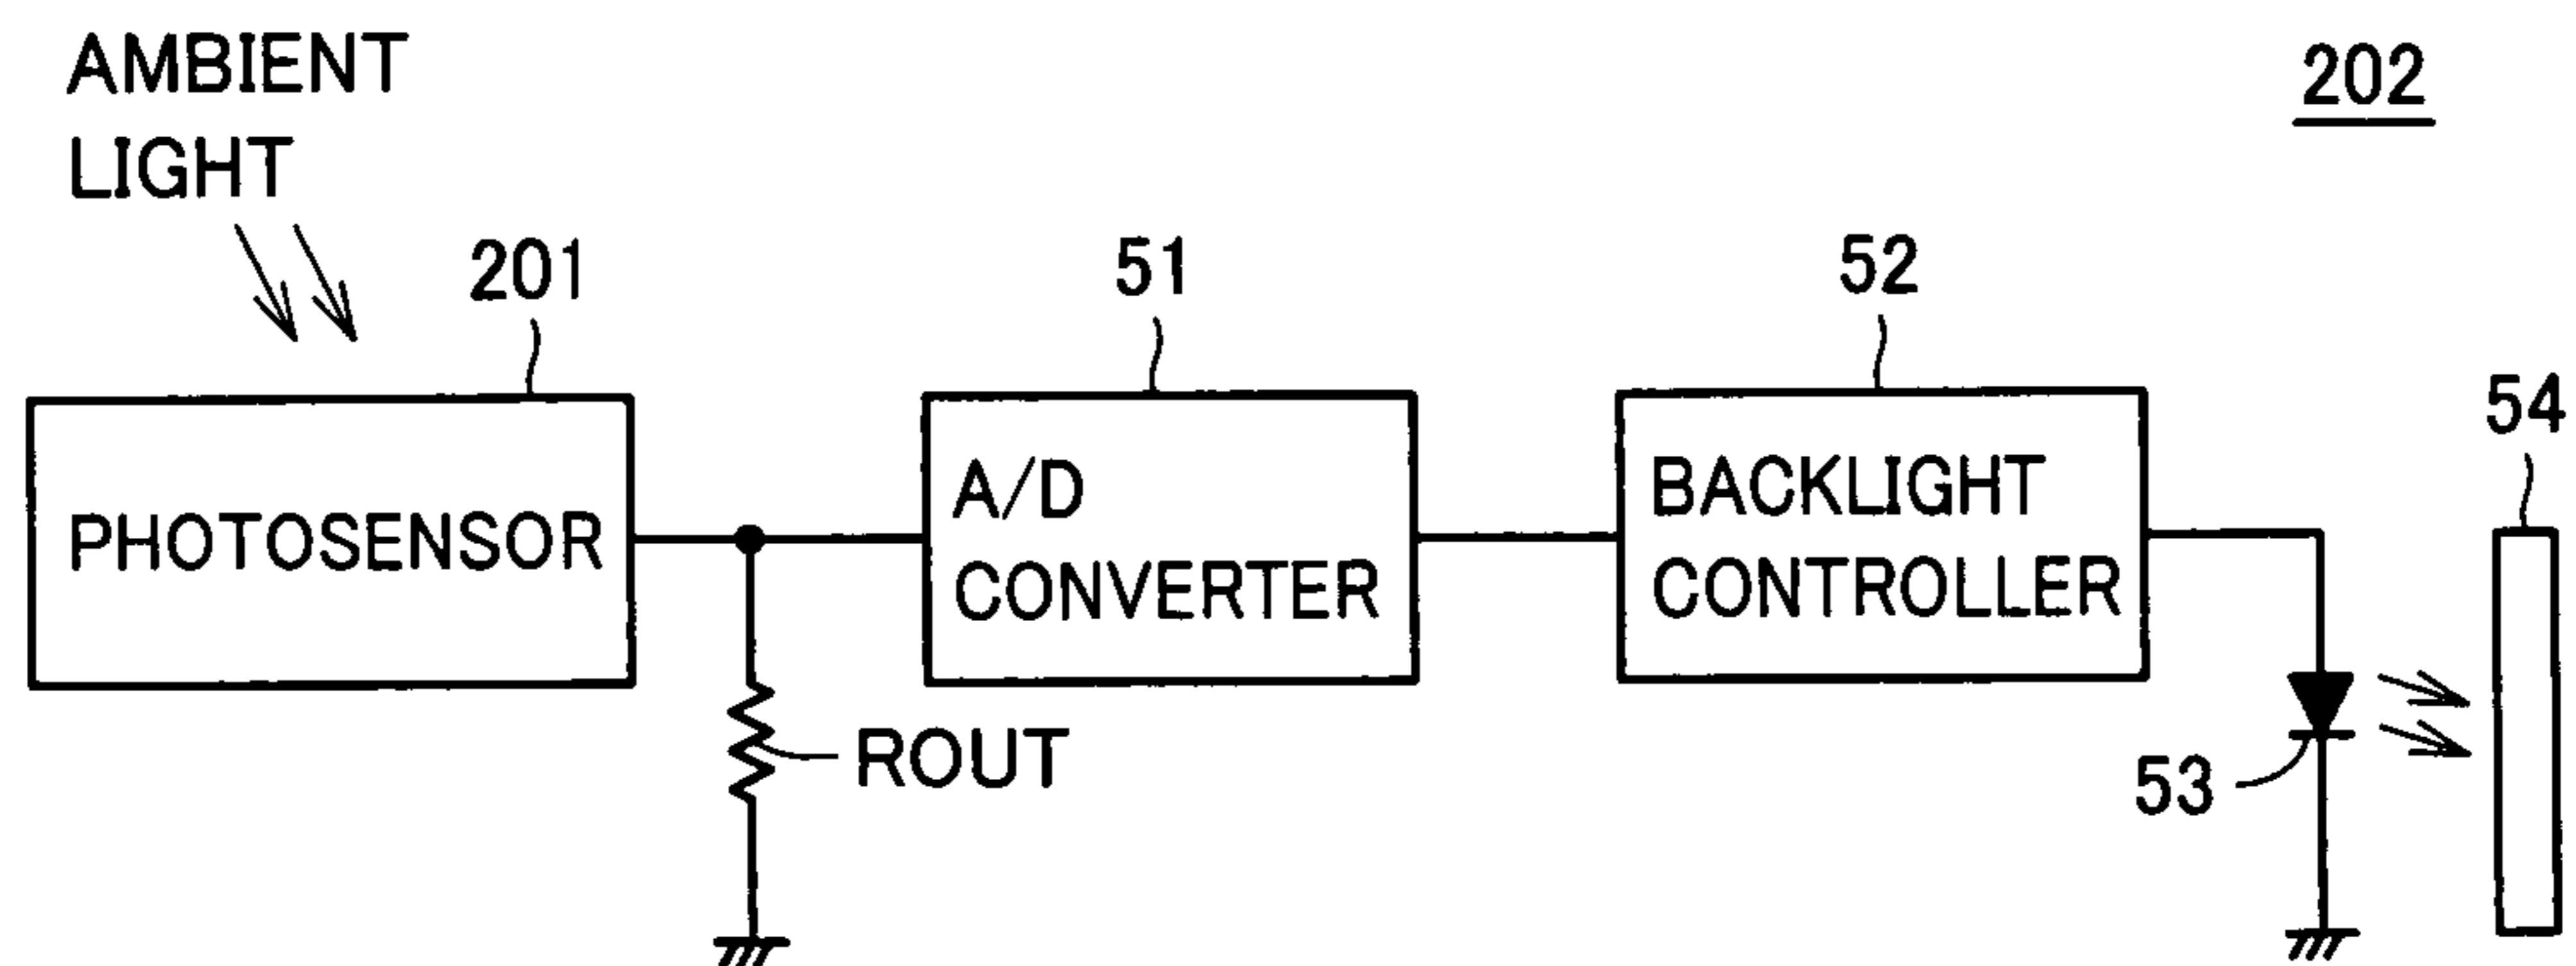 AMBIENT
LIGHT
202
201
51
52
54
PHOTOSENSOR
A/D
CONVERTER
BACKLIGHT
CONTROLLER
ROUT
53